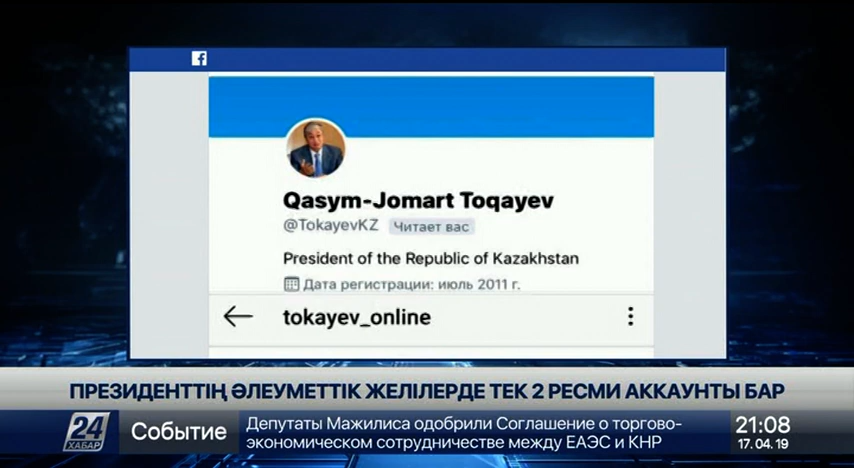 f
Qasym-Jomart Toqayev
@TokayevKZ Читает вас
President of the Republic of Kazakhstan
Дата регистрации: июль 2011 г.
tokayev_online
ПРЕЗИДЕНТТІҢ ӘЛЕУМЕТТІК ЖЕЛІЛЕРДЕ ТЕК 2 РЕСМИ АККАУНТЫ БАР
24
ХАБАР
Событие
Депутаты Мажилиса одобрили Соглашение о торгово-
экономическом сотрудничестве между ЕАЭС и КНР
21:08
17.04.19